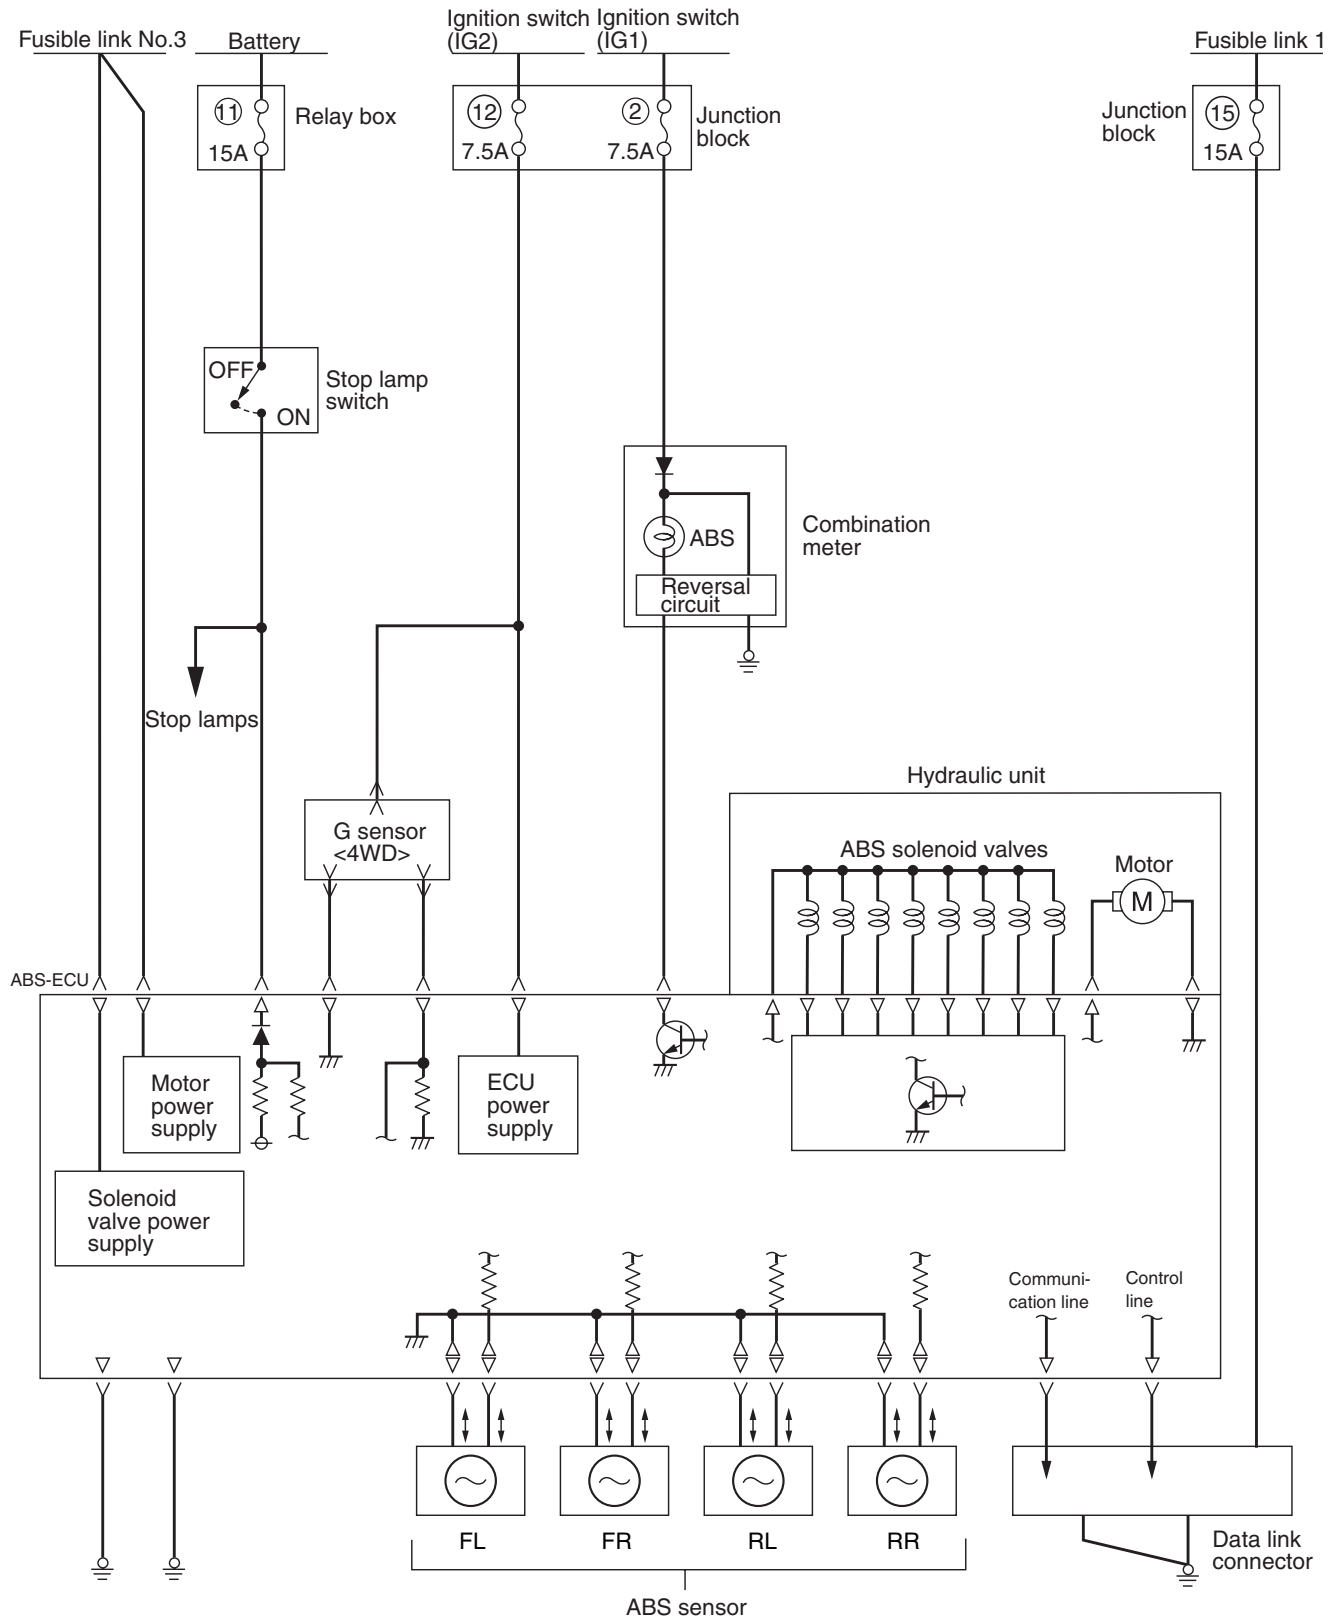 Fusible link No.3
Battery
Ignition switch
(IG2)
Ignition switch
(IG1)
Fusible link 1
11
15A
Relay box
12
7.5A
2
7.5A
Junction
block
Junction
block
15
15A
OFF
ON
Stop lamp
switch
ABS
Reversal
circuit
Combination
meter
Stop lamps
Hydraulic unit
G sensor
<4WD>
ABS solenoid valves
Motor
M
ABS-ECU
Motor
power
supply
ECU
power
supply
Solenoid
valve power
supply
Communi-
cation line
Control
line
FL
FR
RL
RR
Data link
connector
ABS sensor